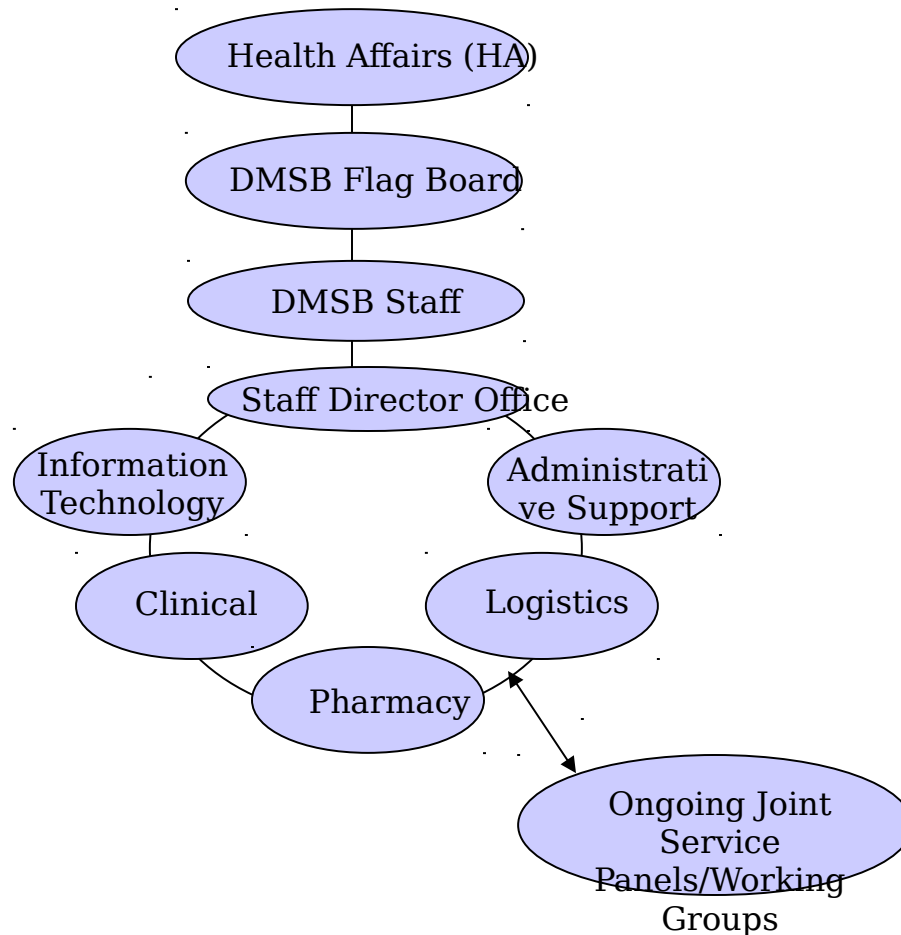 Health Affairs (HA)
DMSB Flag Board
DMSB Staff
Staff Director Office
Information
Technology
Administrati
ve Support
Clinical
Logistics
Pharmacy
Ongoing Joint
Service
Panels/Working
Groups